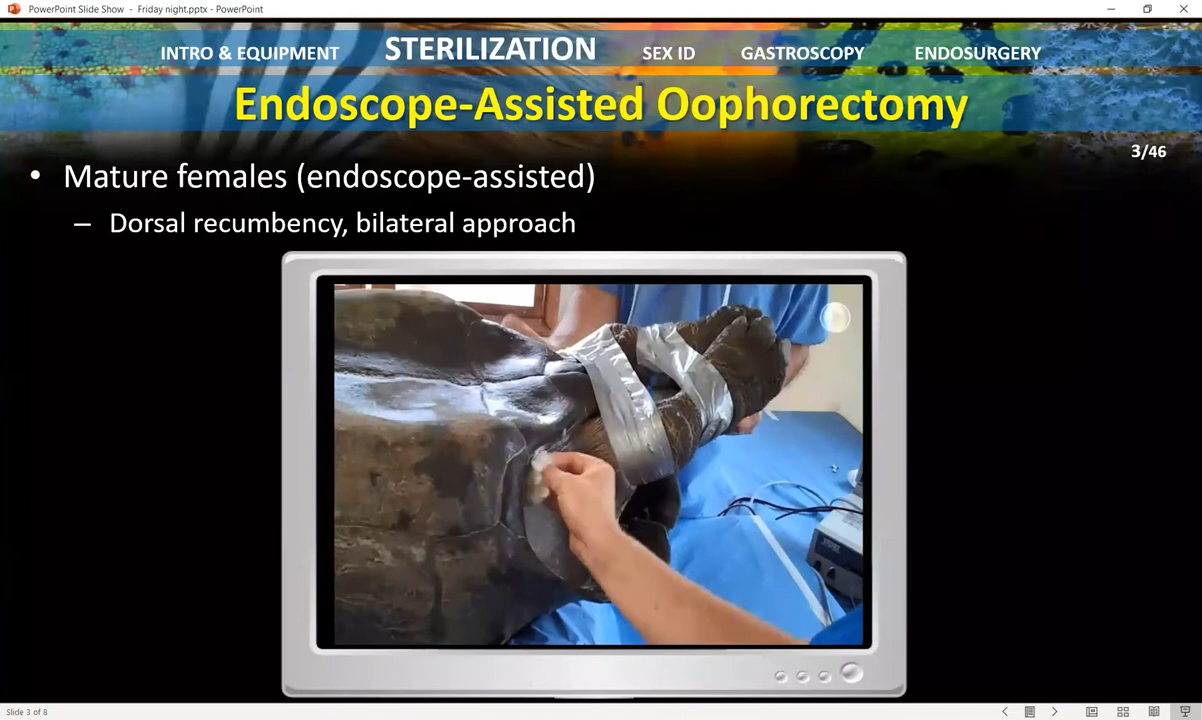 PowerPoint Slide Show - Friday night.pptx - PowerPoint
INTRO & EQUIPMENT STERILIZATION SEX ID GASTROSCOPY ENDOSURGERY
Endoscope-Assisted Oophorectomy
3/46
• Mature females (endoscope-assisted)
– Dorsal recumbency, bilateral approach
Slide 3 of 8